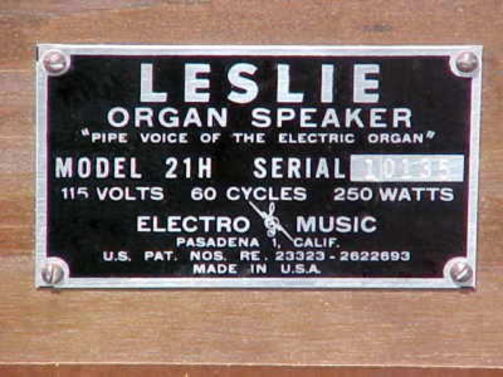 LESLIE
ORGAN SPEAKER
"PIPE VOICE OF THE ELECTRIC ORGAN"
MODEL 21H SERIAL 10135
115 VOLTS 60 CYCLES 250 WATTS
ELECTRO MUSIC
PASADENA 1, CALIF.
U.S. PAT. NOS. RE. 23323-2622693
MADE IN U.S.A.